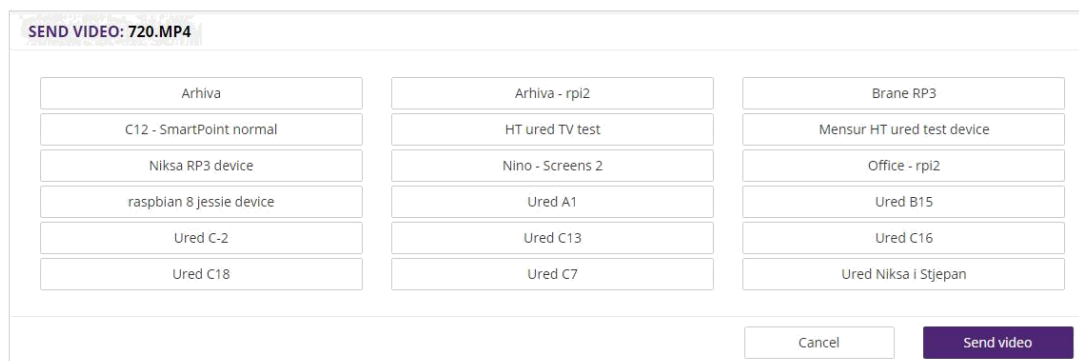 SEND VIDEO: 720.MP4
Arhiva Arhiva - rpi2 Brane RP3
C12 - SmartPoint normal HT ured TV test Mensur HT ured test device
Niksa RP3 device Nino - Screens 2 Office - rpi2
raspbian 8 jessie device Ured A1 Ured B15
Ured C-2 Ured C13 Ured C16
Ured C18 Ured C7 Ured Niksa i Stjepan
Cancel Send video